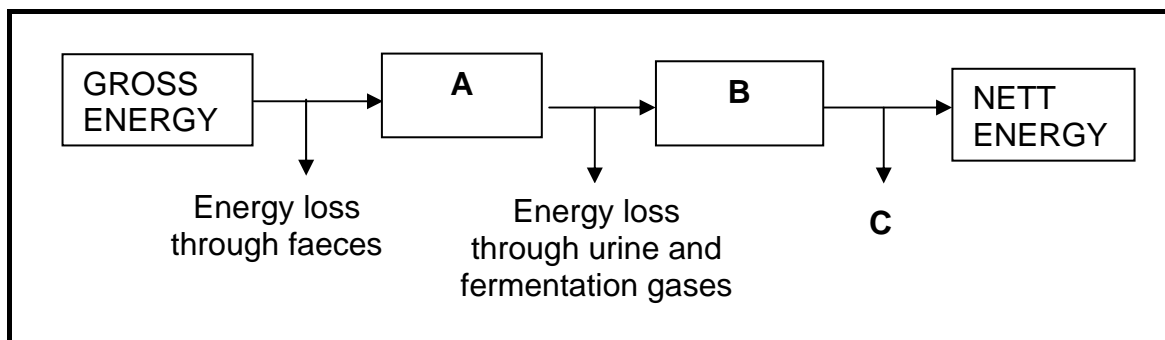 GROSS
ENERGY
A
B
NETT
ENERGY
Energy loss
through faeces
Energy loss
through urine and
fermentation gases
C